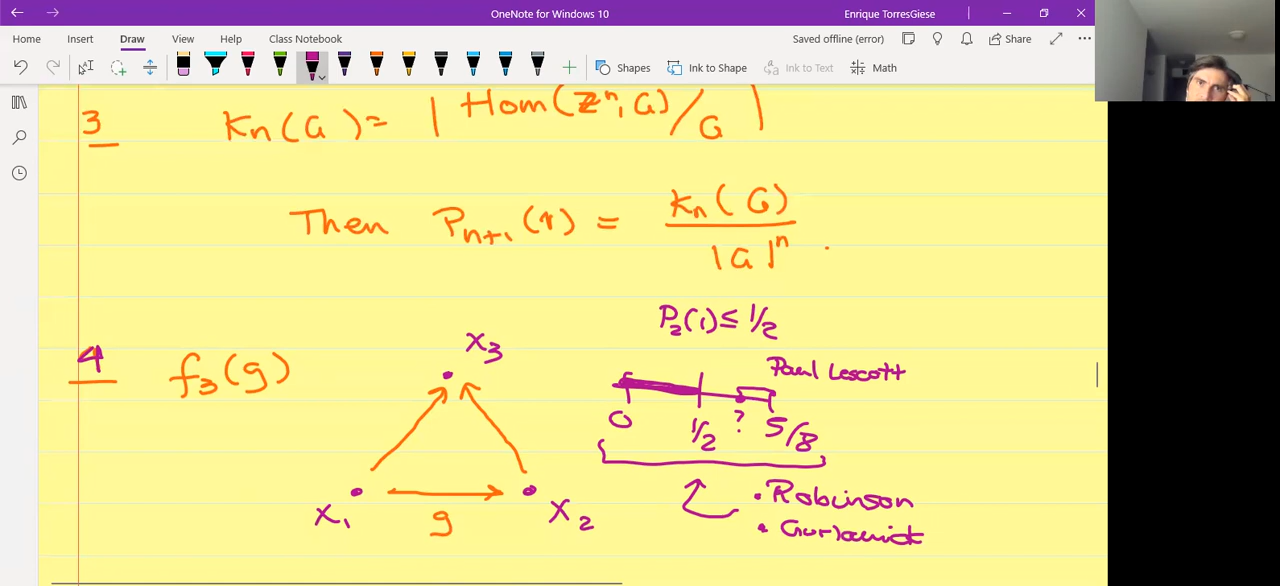 OneNote for Windows 10
Enrique TorresGiese
Home Insert Draw View Help Class Notebook
Saved offline (error)
Share
Shapes
Ink to Shape
Ink to Text
Math
3 Kn(G) = | Hom(Zⁿ, G)/G |
Then Pn+1(1) = Kn(G) / |G|ⁿ
P2(1) ≤ 1/2
4 f3(g)
x3
Paul Lescott
0 1/2 ? 5/8
x1 g x2
• Robinson